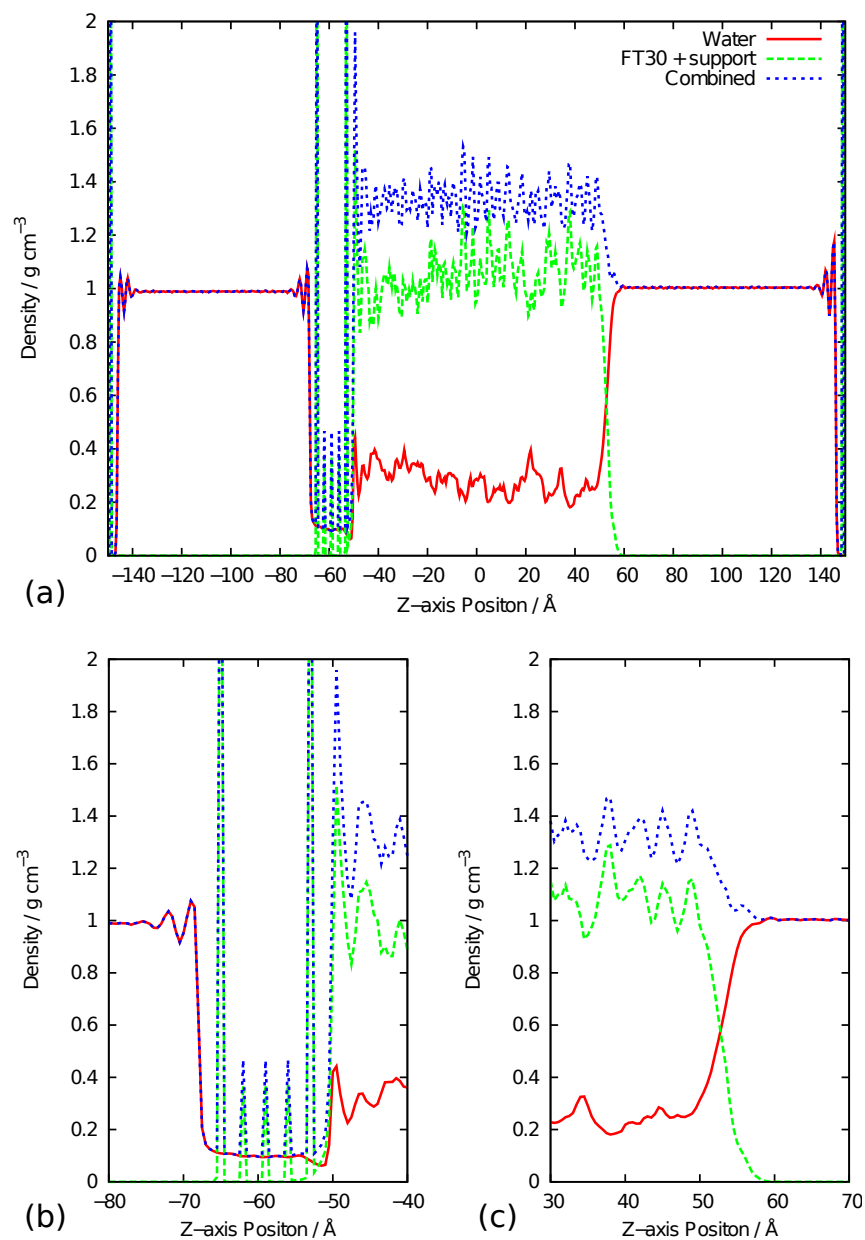 Water
FT30 + support
Combined
2
1.8
1.6
1.4
1.2
1
0.8
0.6
0.4
0.2
0
Density / g cm−3
−140 −120 −100 −80 −60 −40 −20 0 20 40 60 80 100 120 140
Z−axis Positon / Å
(a)
2
1.8
1.6
1.4
1.2
1
0.8
0.6
0.4
0.2
0
Density / g cm−3
−80 −70 −60 −50 −40
Z−axis Positon / Å
(b)
2
1.8
1.6
1.4
1.2
1
0.8
0.6
0.4
0.2
0
Density / g cm−3
30 40 50 60 70
Z−axis Positon / Å
(c)